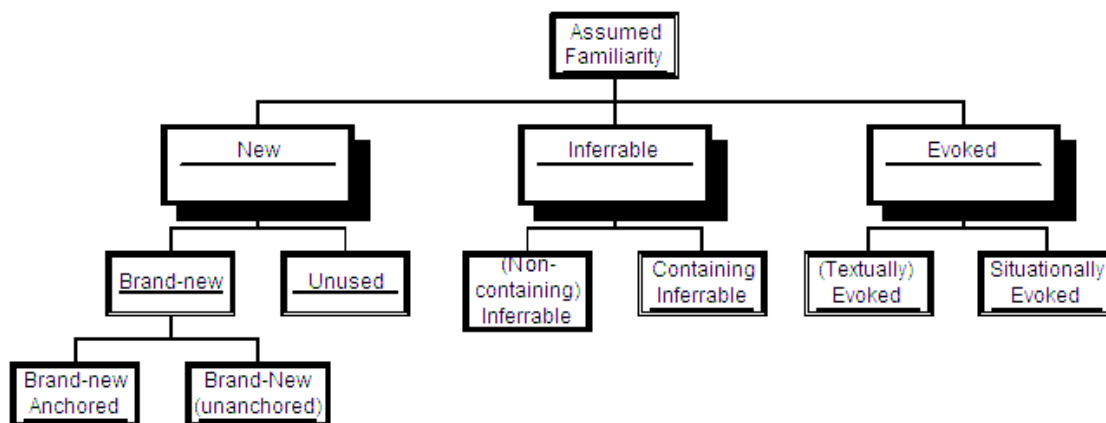 Assumed
Familiarity
New
Inferrable
Evoked
Brand-new
Unused
(Non-
containing)
Inferrable
Containing
Inferrable
(Textually)
Evoked
Situationally
Evoked
Brand-new
Anchored
Brand-New
(unanchored)